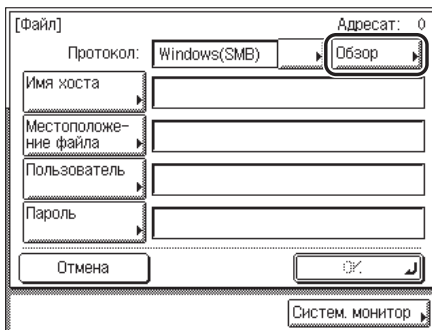 [Файл]
Адресат: 0
Протокол: Windows(SMB) Обзор
Имя хоста
Местоположе-
ние файла
Пользователь
Пароль
Отмена OK
Систем. монитор